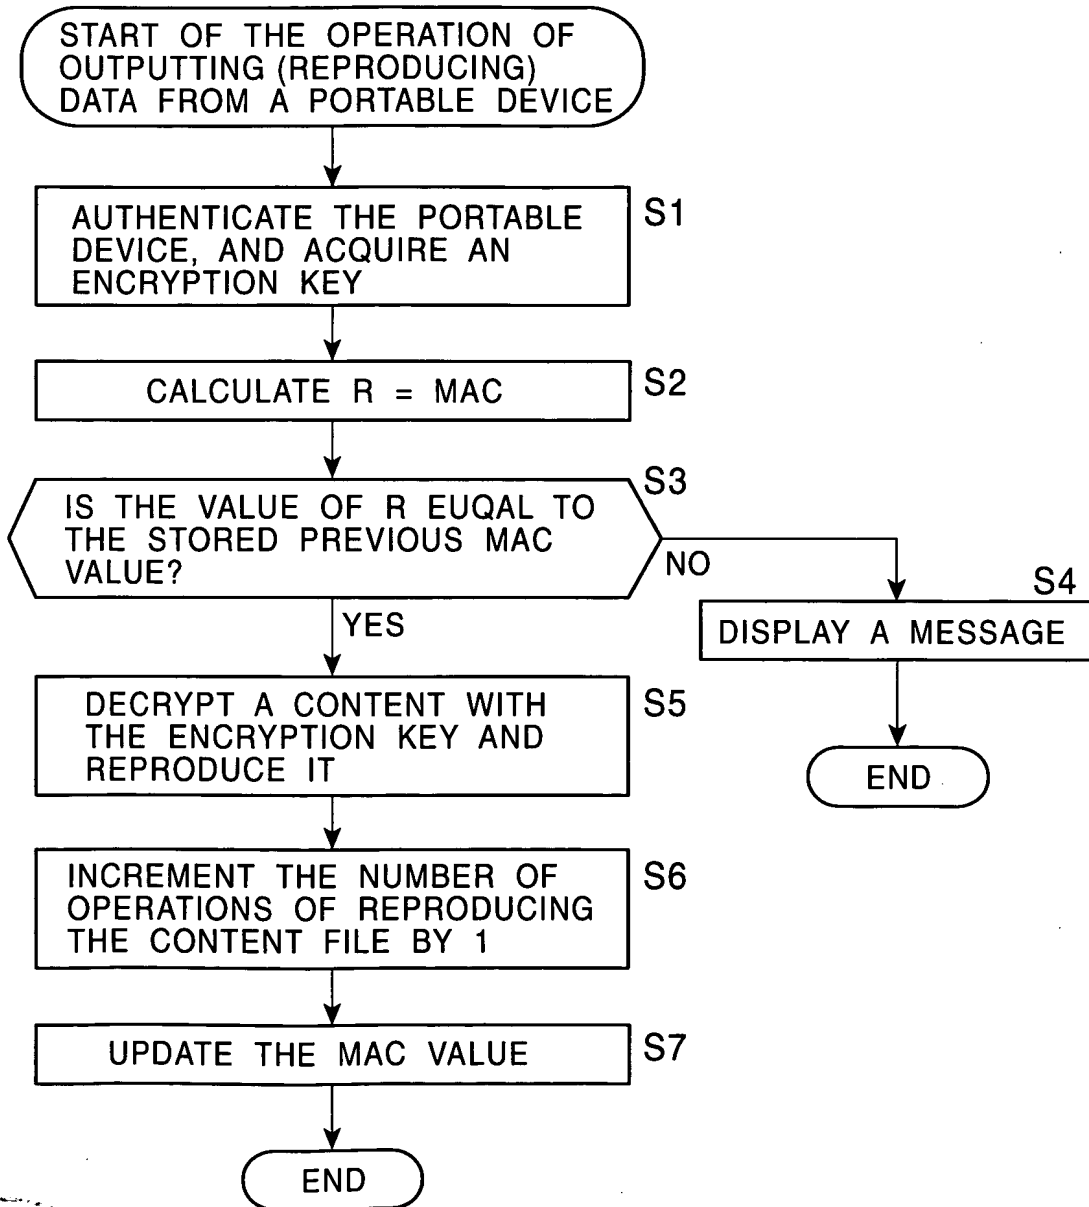 START OF THE OPERATION OF
OUTPUTTING (REPRODUCING)
DATA FROM A PORTABLE DEVICE
AUTHENTICATE THE PORTABLE
DEVICE, AND ACQUIRE AN
ENCRYPTION KEY
S1
CALCULATE R = MAC
S2
IS THE VALUE OF R EUQAL TO
THE STORED PREVIOUS MAC
VALUE?
S3
NO
YES
S4
DISPLAY A MESSAGE
END
DECRYPT A CONTENT WITH
THE ENCRYPTION KEY AND
REPRODUCE IT
S5
INCREMENT THE NUMBER OF
OPERATIONS OF REPRODUCING
THE CONTENT FILE BY 1
S6
UPDATE THE MAC VALUE
S7
END